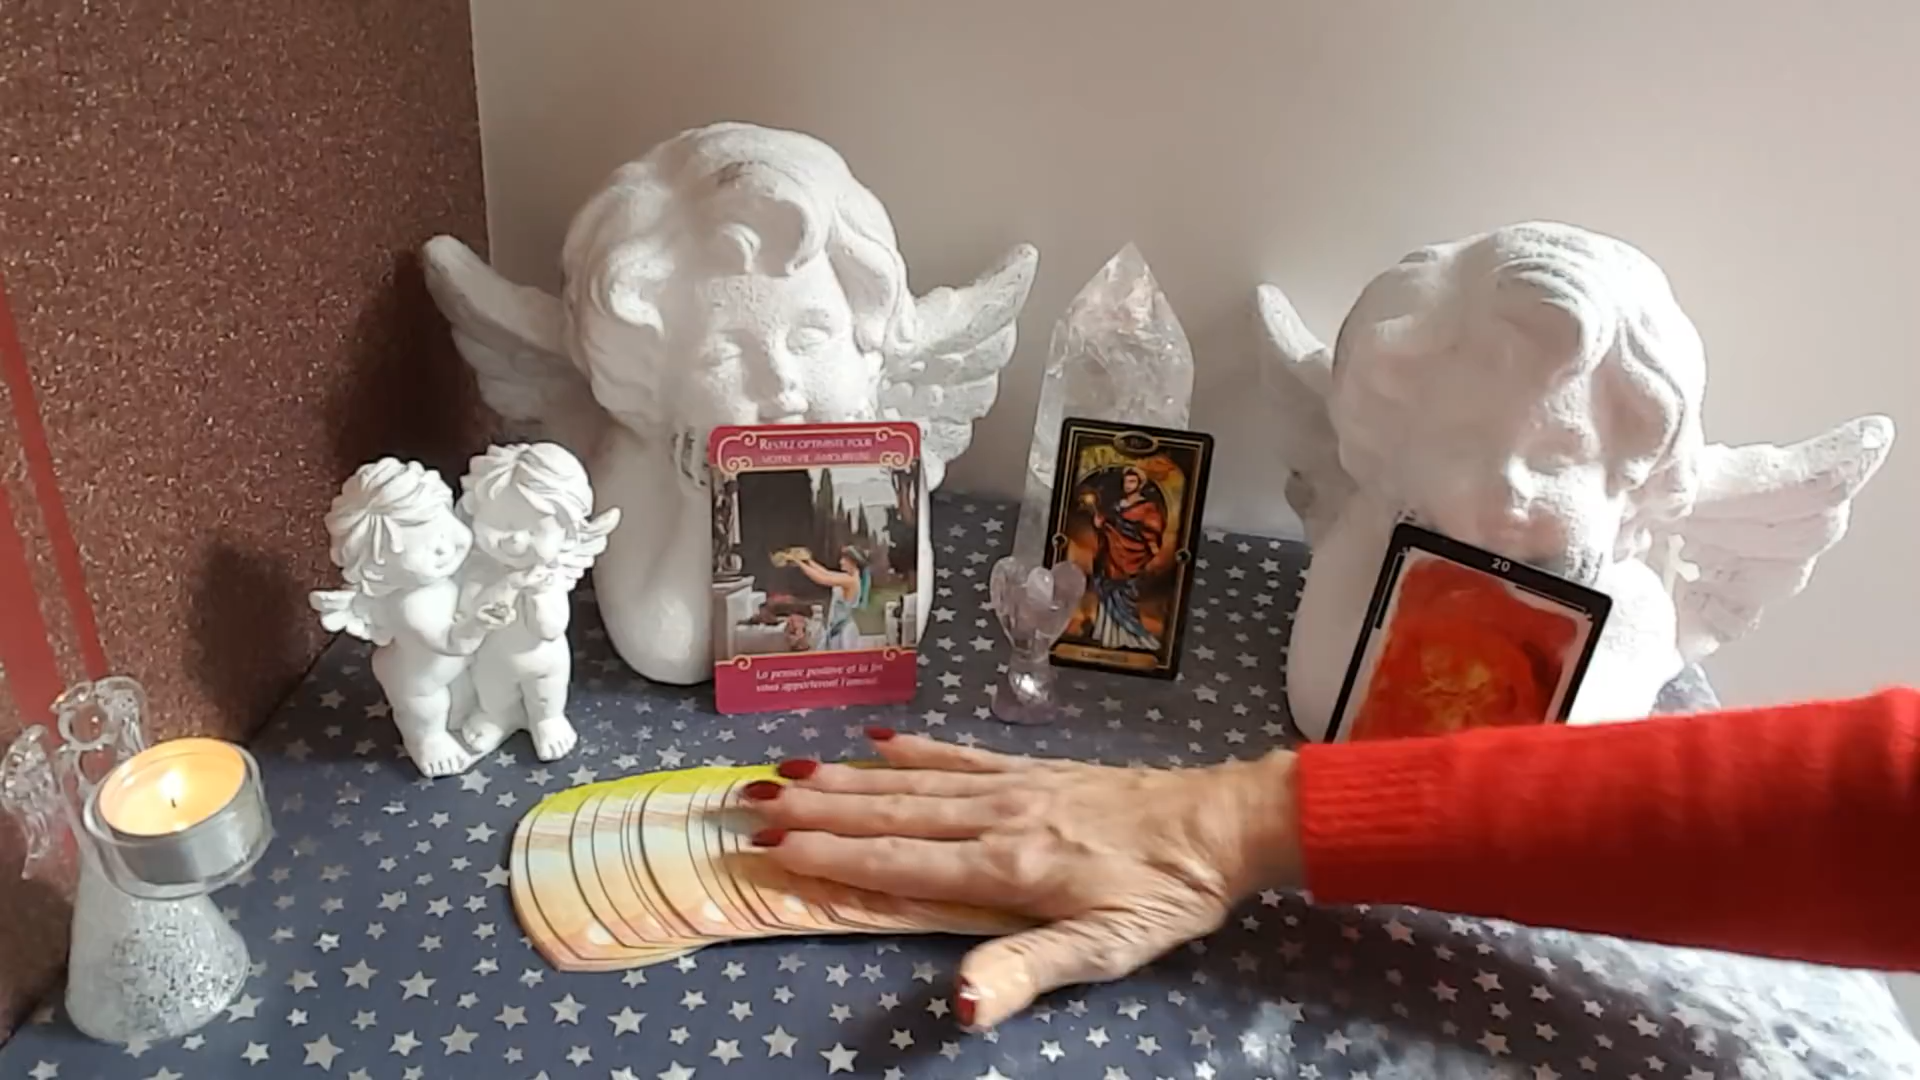 RESTEZ OPTIMISTE POUR
VOTRE VIE AMOUREUSE
La pensée positive et la foi
vous apporteront l'amour.
20